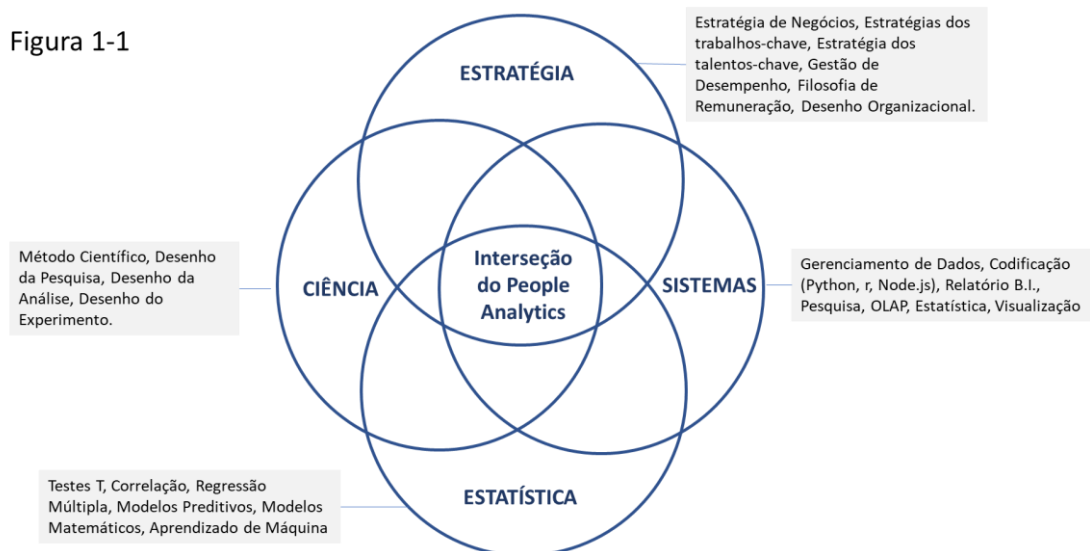 Figura 1-1
ESTRATÉGIA
Estratégia de Negócios, Estratégias dos
trabalhos-chave, Estratégia dos
talentos-chave, Gestão de
Desempenho, Filosofia de
Remuneração, Desenho Organizacional.
Método Científico, Desenho
da Pesquisa, Desenho da
Análise, Desenho do
Experimento.
CIÊNCIA
Interseção
do People
Analytics
SISTEMAS
Gerenciamento de Dados, Codificação
(Python, r, Node.js), Relatório B.I.,
Pesquisa, OLAP, Estatística, Visualização
Testes T, Correlação, Regressão
Múltipla, Modelos Preditivos, Modelos
Matemáticos, Aprendizado de Máquina
ESTATÍSTICA